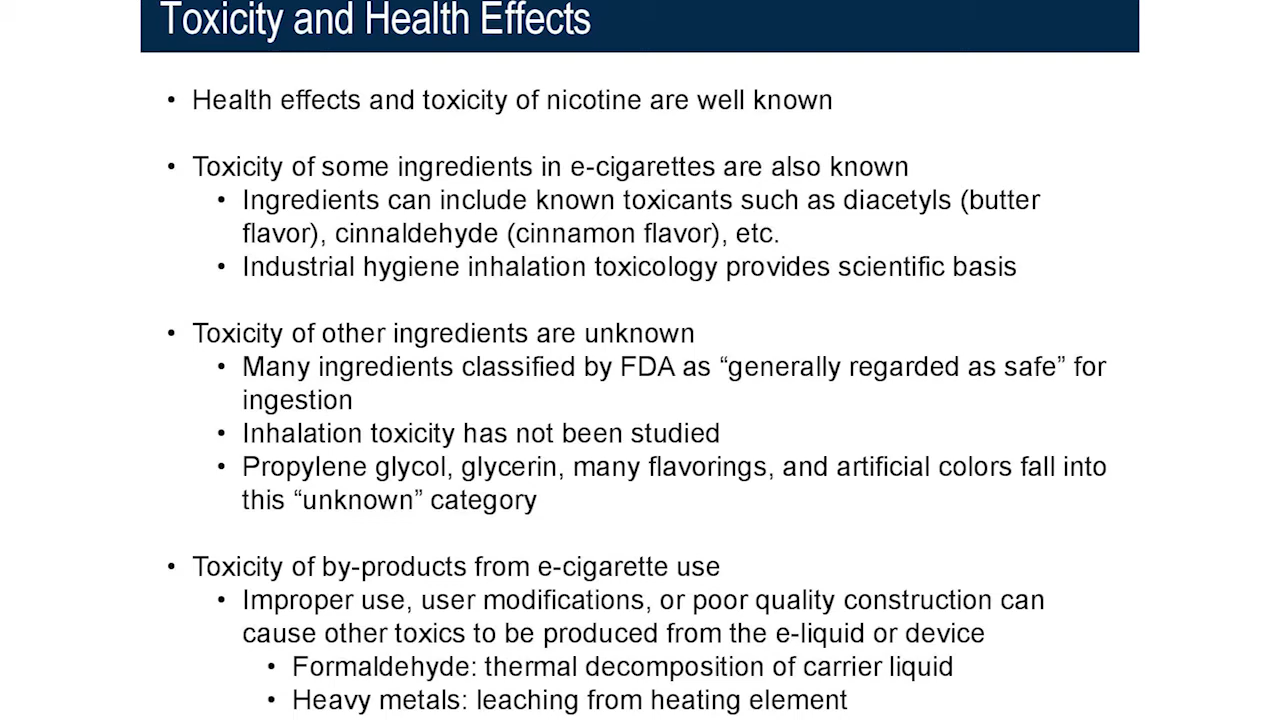 Toxicity and Health Effects
• Health effects and toxicity of nicotine are well known
• Toxicity of some ingredients in e-cigarettes are also known
• Ingredients can include known toxicants such as diacetyls (butter
flavor), cinnaldehyde (cinnamon flavor), etc.
• Industrial hygiene inhalation toxicology provides scientific basis
• Toxicity of other ingredients are unknown
• Many ingredients classified by FDA as “generally regarded as safe” for
ingestion
• Inhalation toxicity has not been studied
• Propylene glycol, glycerin, many flavorings, and artificial colors fall into
this “unknown” category
• Toxicity of by-products from e-cigarette use
• Improper use, user modifications, or poor quality construction can
cause other toxics to be produced from the e-liquid or device
• Formaldehyde: thermal decomposition of carrier liquid
• Heavy metals: leaching from heating element